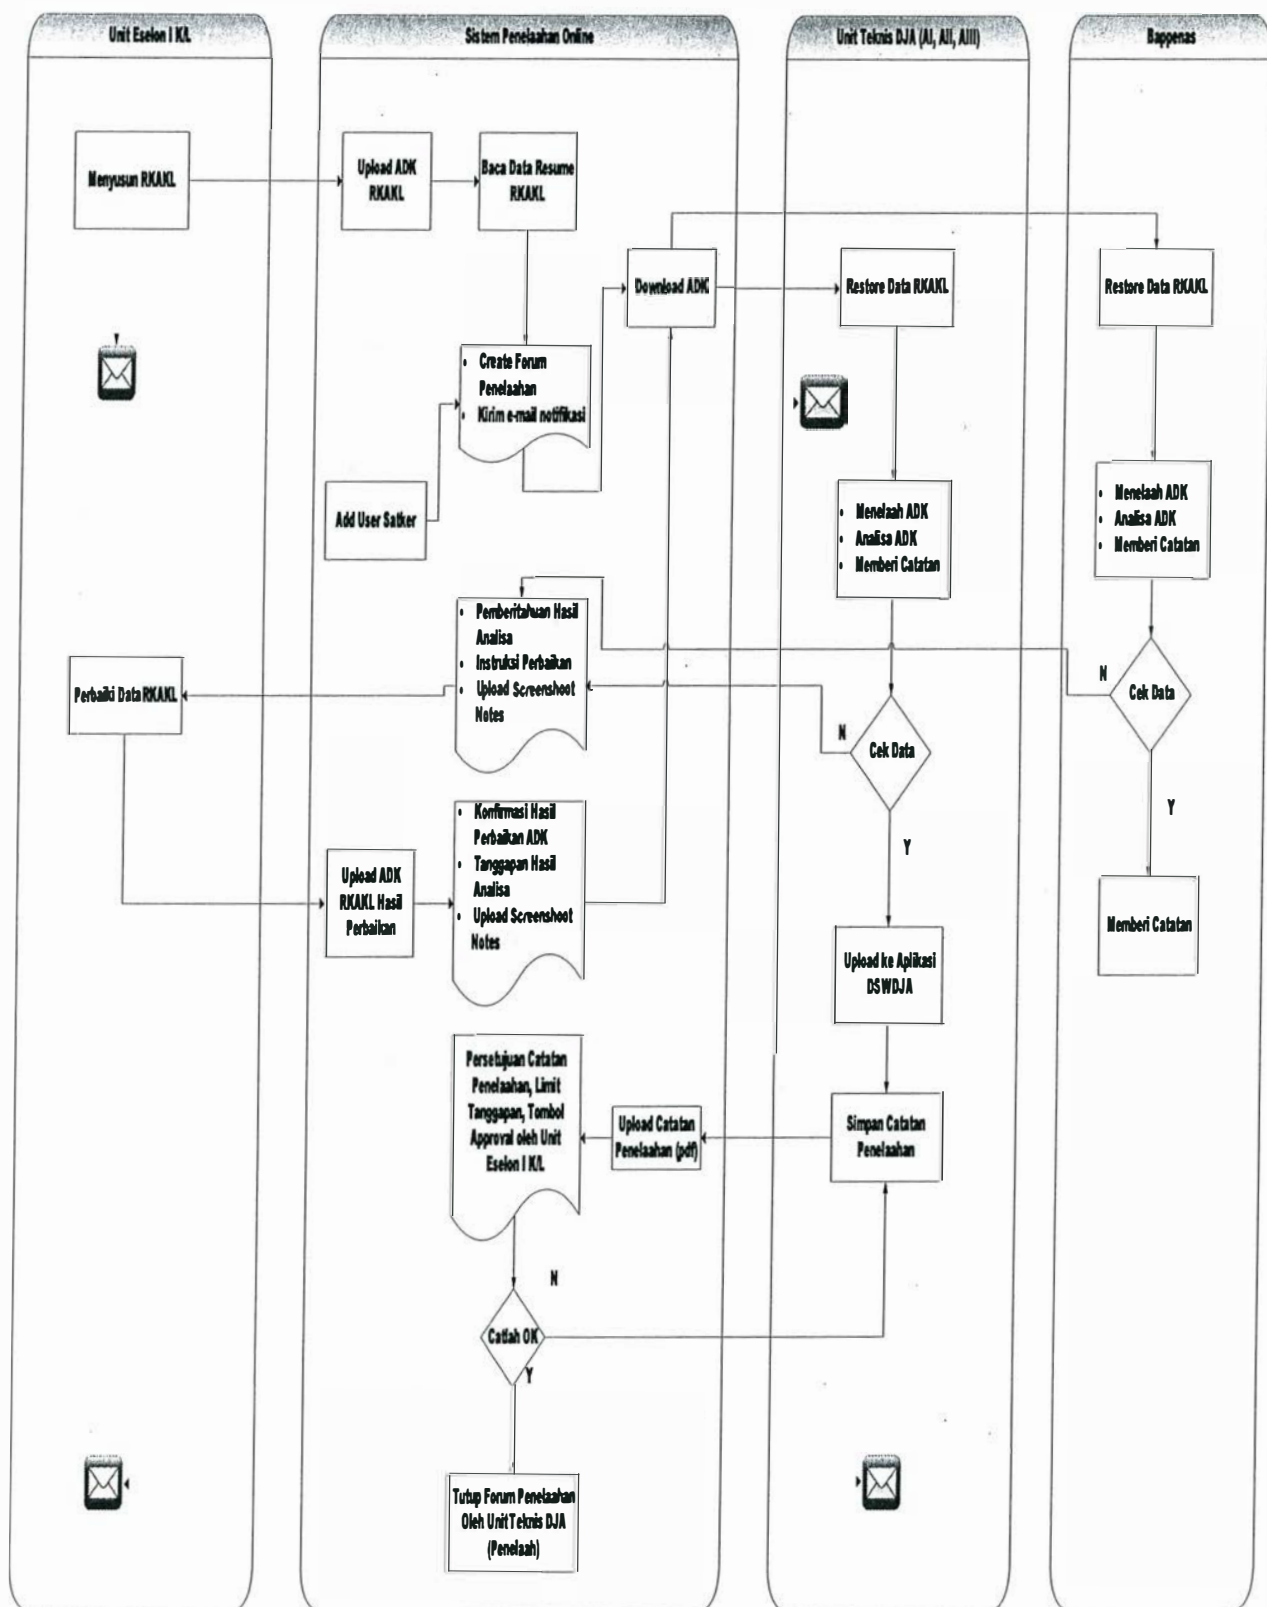 Unit Eselon I K/L
Sistem Penelaahan Online
Unit Teknis DJA (AI, AII, AIII)
Bappenas
Menyusun RKAKL
Upload ADK
RKAKL
Baca Data Resume
RKAKL
Download ADK
Restore Data RKAKL
Restore Data RKAKL
• Create Forum
Penelaahan
• Kirim e-mail notifikasi
Add User Satker
• Menelaah ADK
• Analisa ADK
• Memberi Catatan
• Menelaah ADK
• Analisa ADK
• Memberi Catatan
• Pemberitahuan Hasil
Analisa
• Instruksi Perbaikan
• Upload Screenshoot
Notes
Perbaiki Data RKAKL
N
Cek Data
Y
N
Cek Data
Y
• Konfirmasi Hasil
Perbaikan ADK
• Tanggapan Hasil
Analisa
• Upload Screenshoot
Notes
Upload ADK
RKAKL Hasil
Perbaikan
Memberi Catatan
Upload ke Aplikasi
DSWDJA
Persetujuan Catatan
Penelaahan, Limit
Tanggapan, Tombol
Approval oleh Unit
Eselon I K/L
Upload Catatan
Penelaahan (pdf)
Simpan Catatan
Penelaahan
N
Catlah OK
Y
Tutup Forum Penelaahan
Oleh Unit Teknis DJA
(Penelaah)